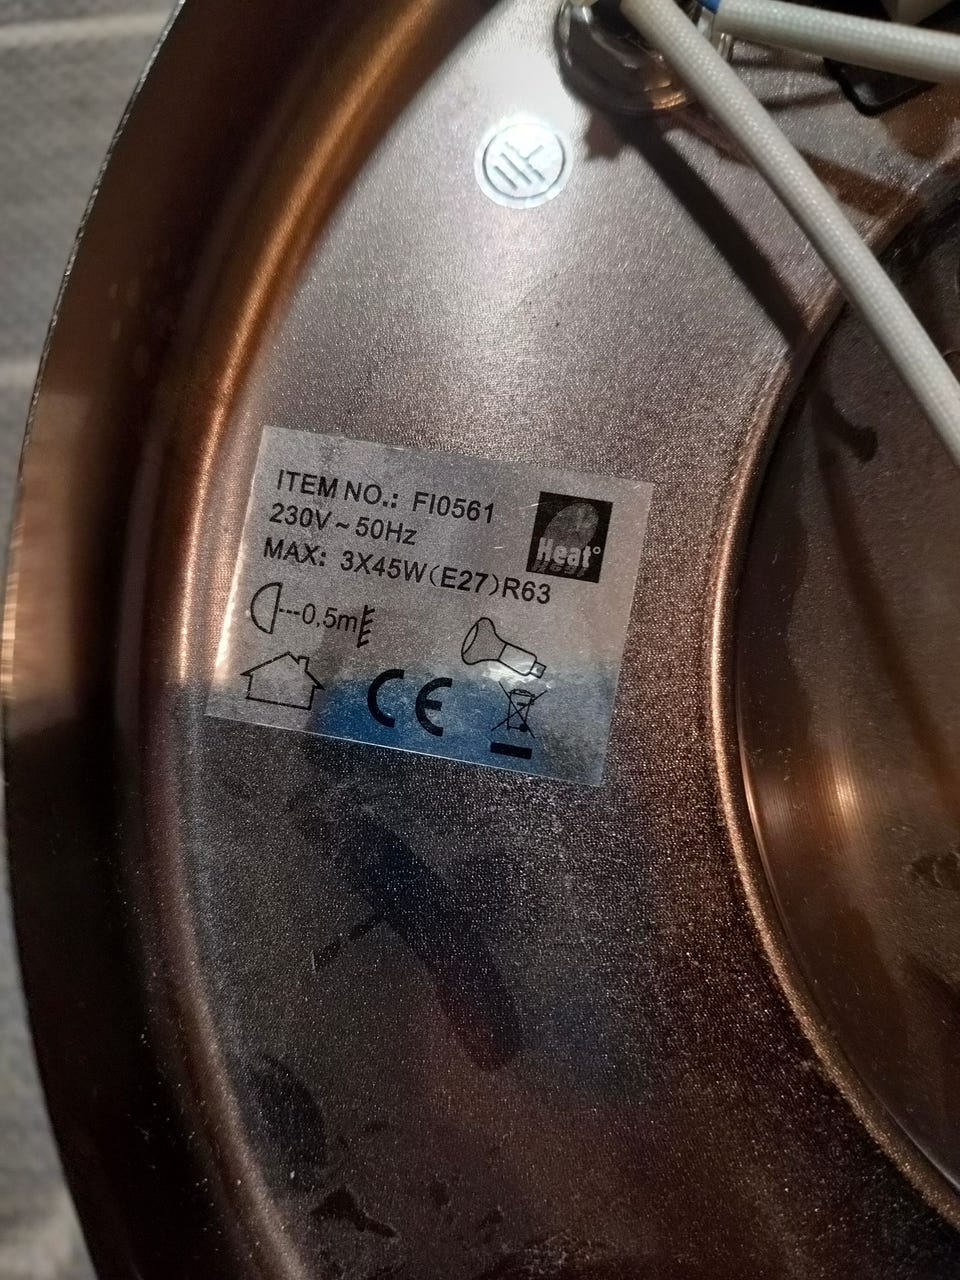 ITEM NO.: FI0561
230V ~ 50Hz
MAX: 3X45W(E27)R63
Heat°
---0,5m
CE